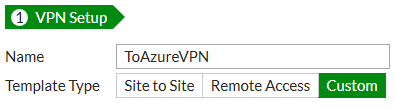 1 VPN Setup
Name ToAzureVPN
Template Type Site to Site Remote Access Custom